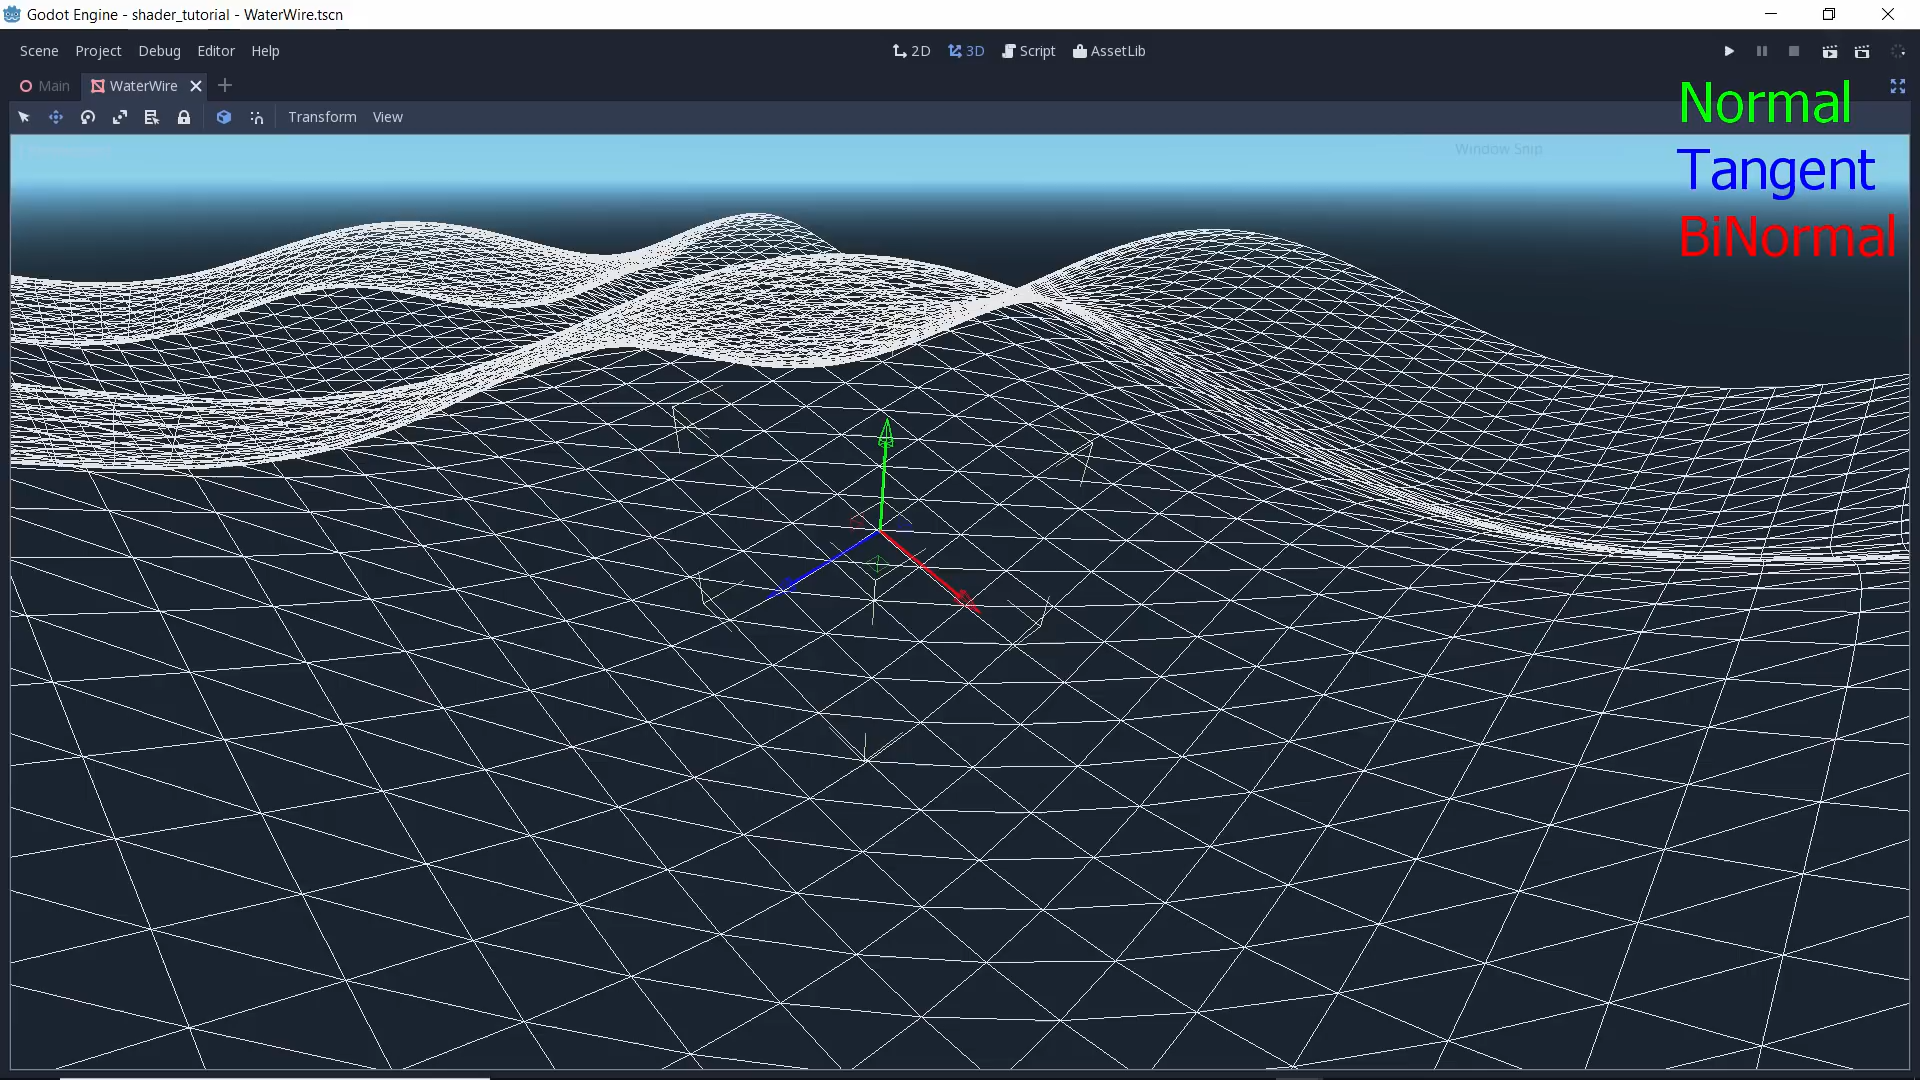 Godot Engine - shader_tutorial - WaterWire.tscn
Scene Project Debug Editor Help 2D 3D Script AssetLib
Main WaterWire
Transform View
Normal
Window Snip
Tangent
BiNormal